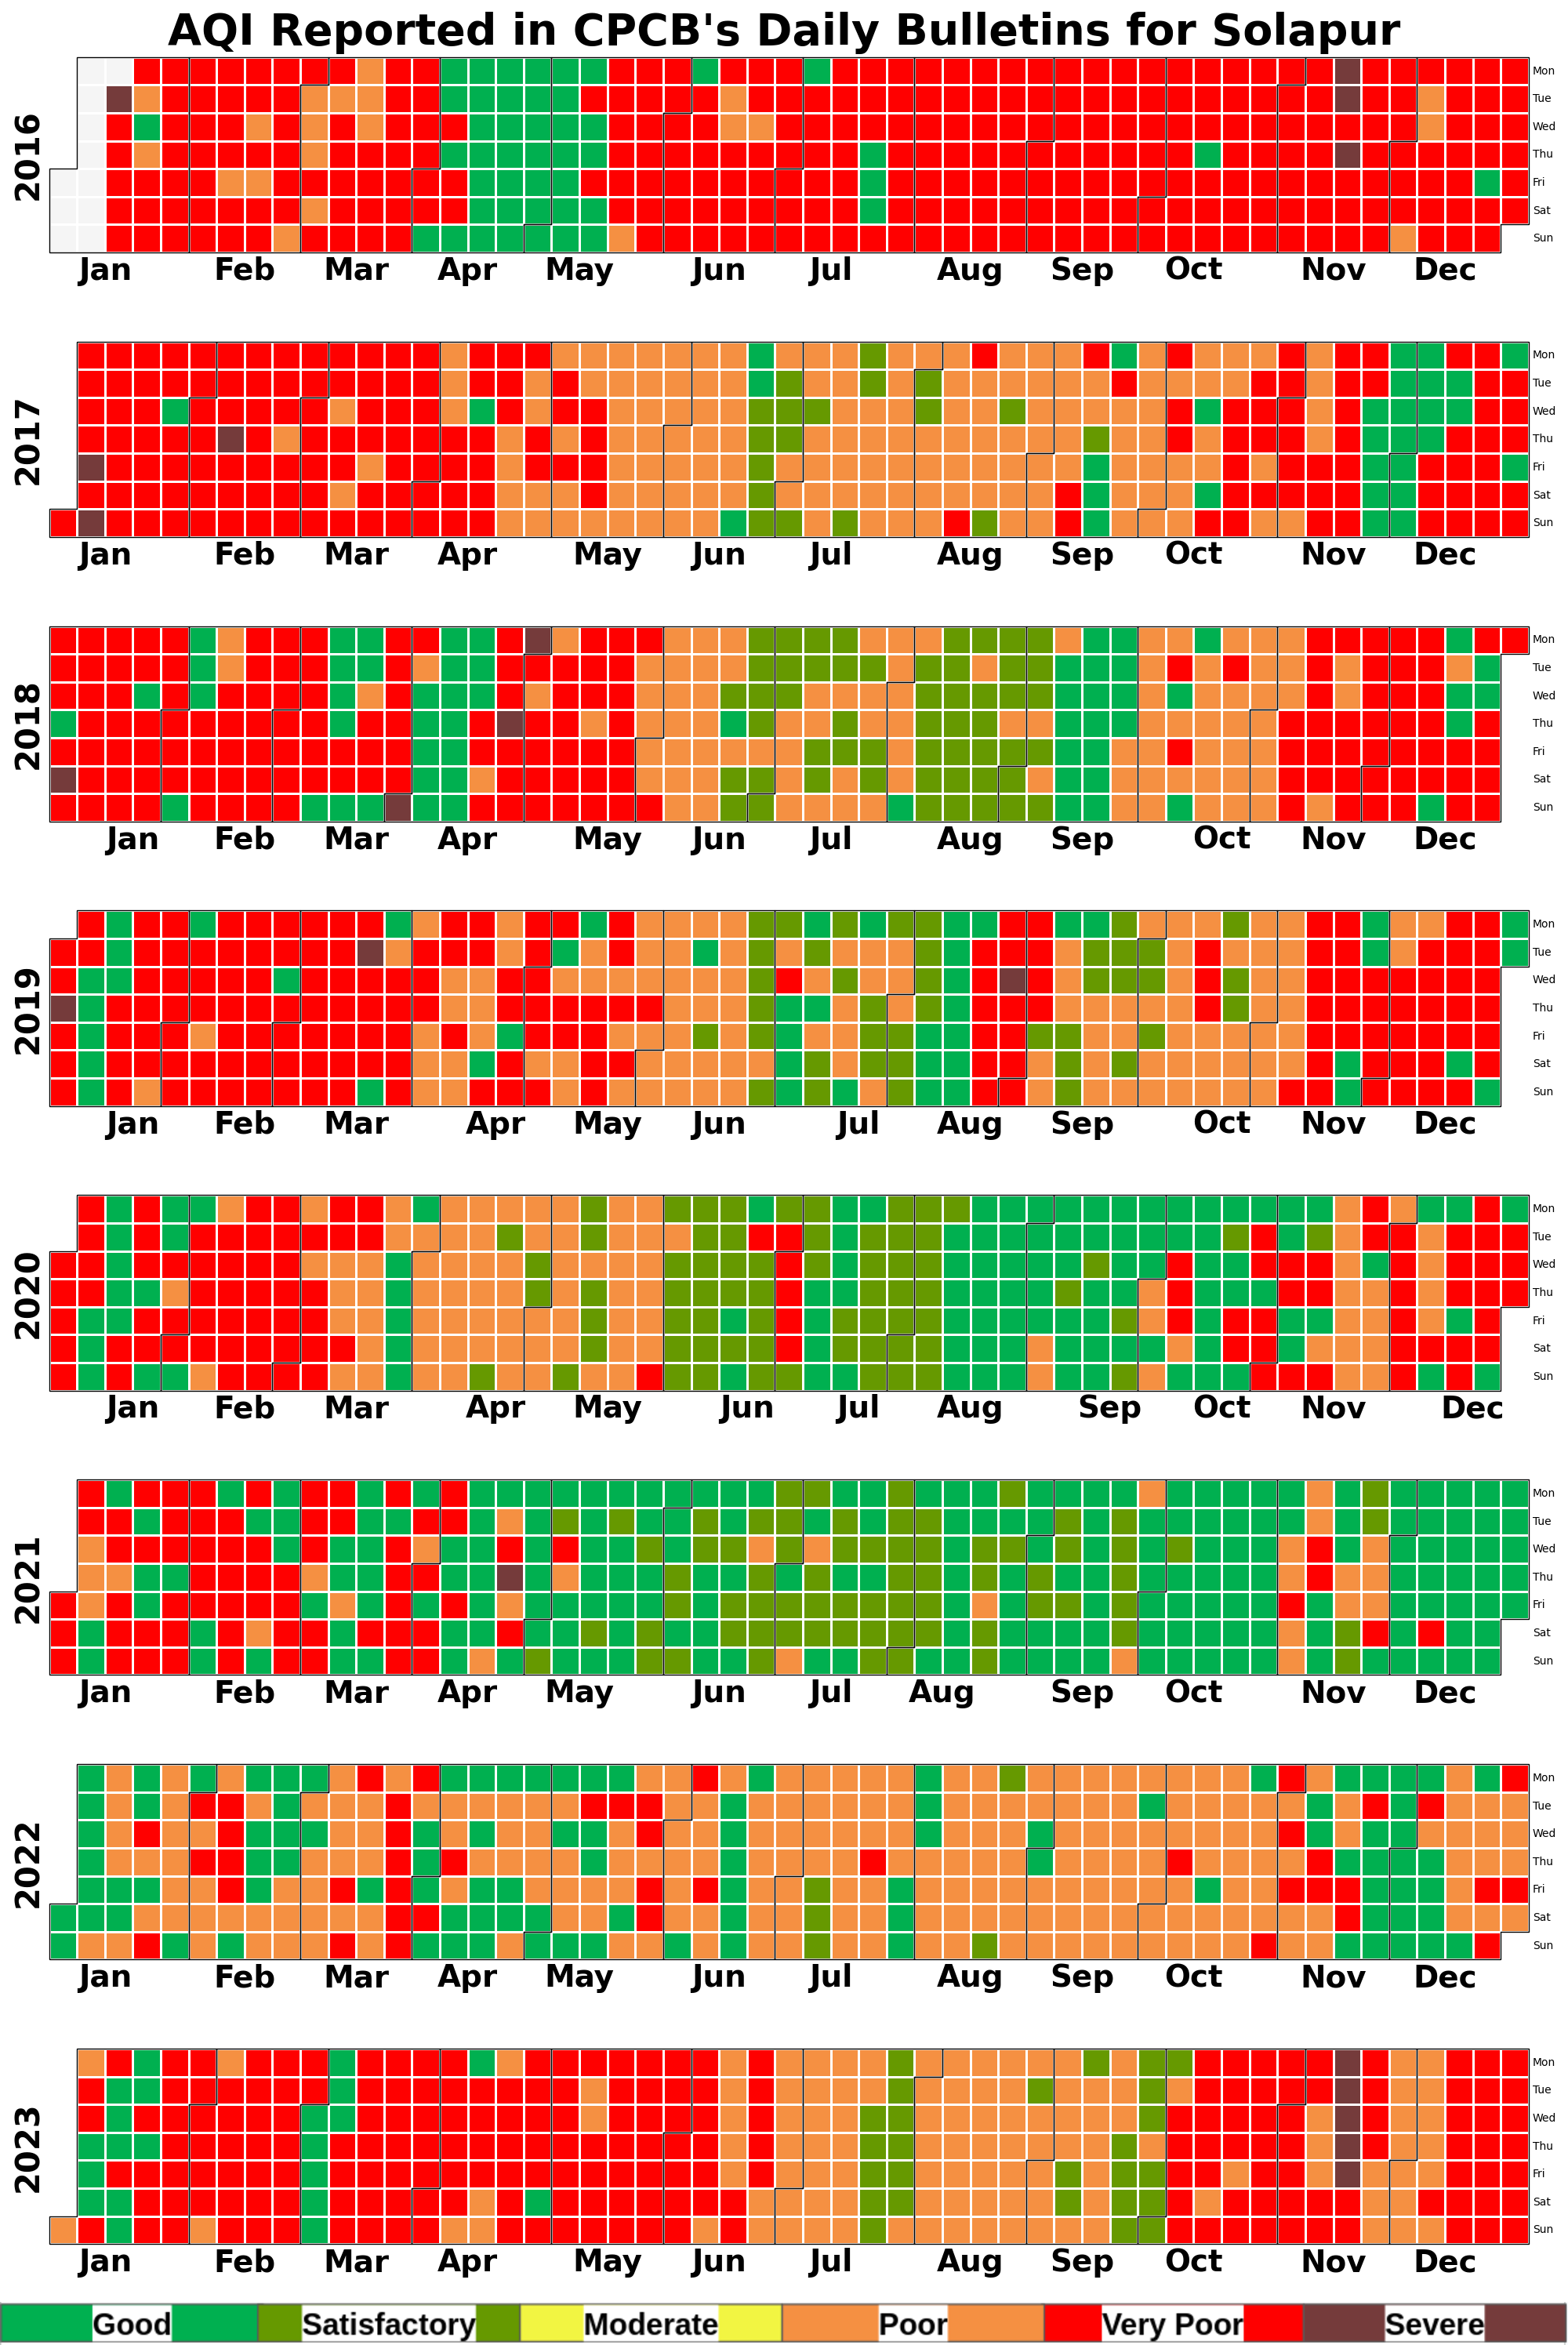 AQI Reported in CPCB's Daily Bulletins for Solapur
2016
Mon
Tue
Wed
Thu
Fri
Sat
Sun
Jan Feb Mar Apr May Jun Jul Aug Sep Oct Nov Dec
2017
Mon
Tue
Wed
Thu
Fri
Sat
Sun
Jan Feb Mar Apr May Jun Jul Aug Sep Oct Nov Dec
2018
Mon
Tue
Wed
Thu
Fri
Sat
Sun
Jan Feb Mar Apr May Jun Jul Aug Sep Oct Nov Dec
2019
Mon
Tue
Wed
Thu
Fri
Sat
Sun
Jan Feb Mar Apr May Jun Jul Aug Sep Oct Nov Dec
2020
Mon
Tue
Wed
Thu
Fri
Sat
Sun
Jan Feb Mar Apr May Jun Jul Aug Sep Oct Nov Dec
2021
Mon
Tue
Wed
Thu
Fri
Sat
Sun
Jan Feb Mar Apr May Jun Jul Aug Sep Oct Nov Dec
2022
Mon
Tue
Wed
Thu
Fri
Sat
Sun
Jan Feb Mar Apr May Jun Jul Aug Sep Oct Nov Dec
2023
Mon
Tue
Wed
Thu
Fri
Sat
Sun
Jan Feb Mar Apr May Jun Jul Aug Sep Oct Nov Dec
Good Satisfactory Moderate Poor Very Poor Severe